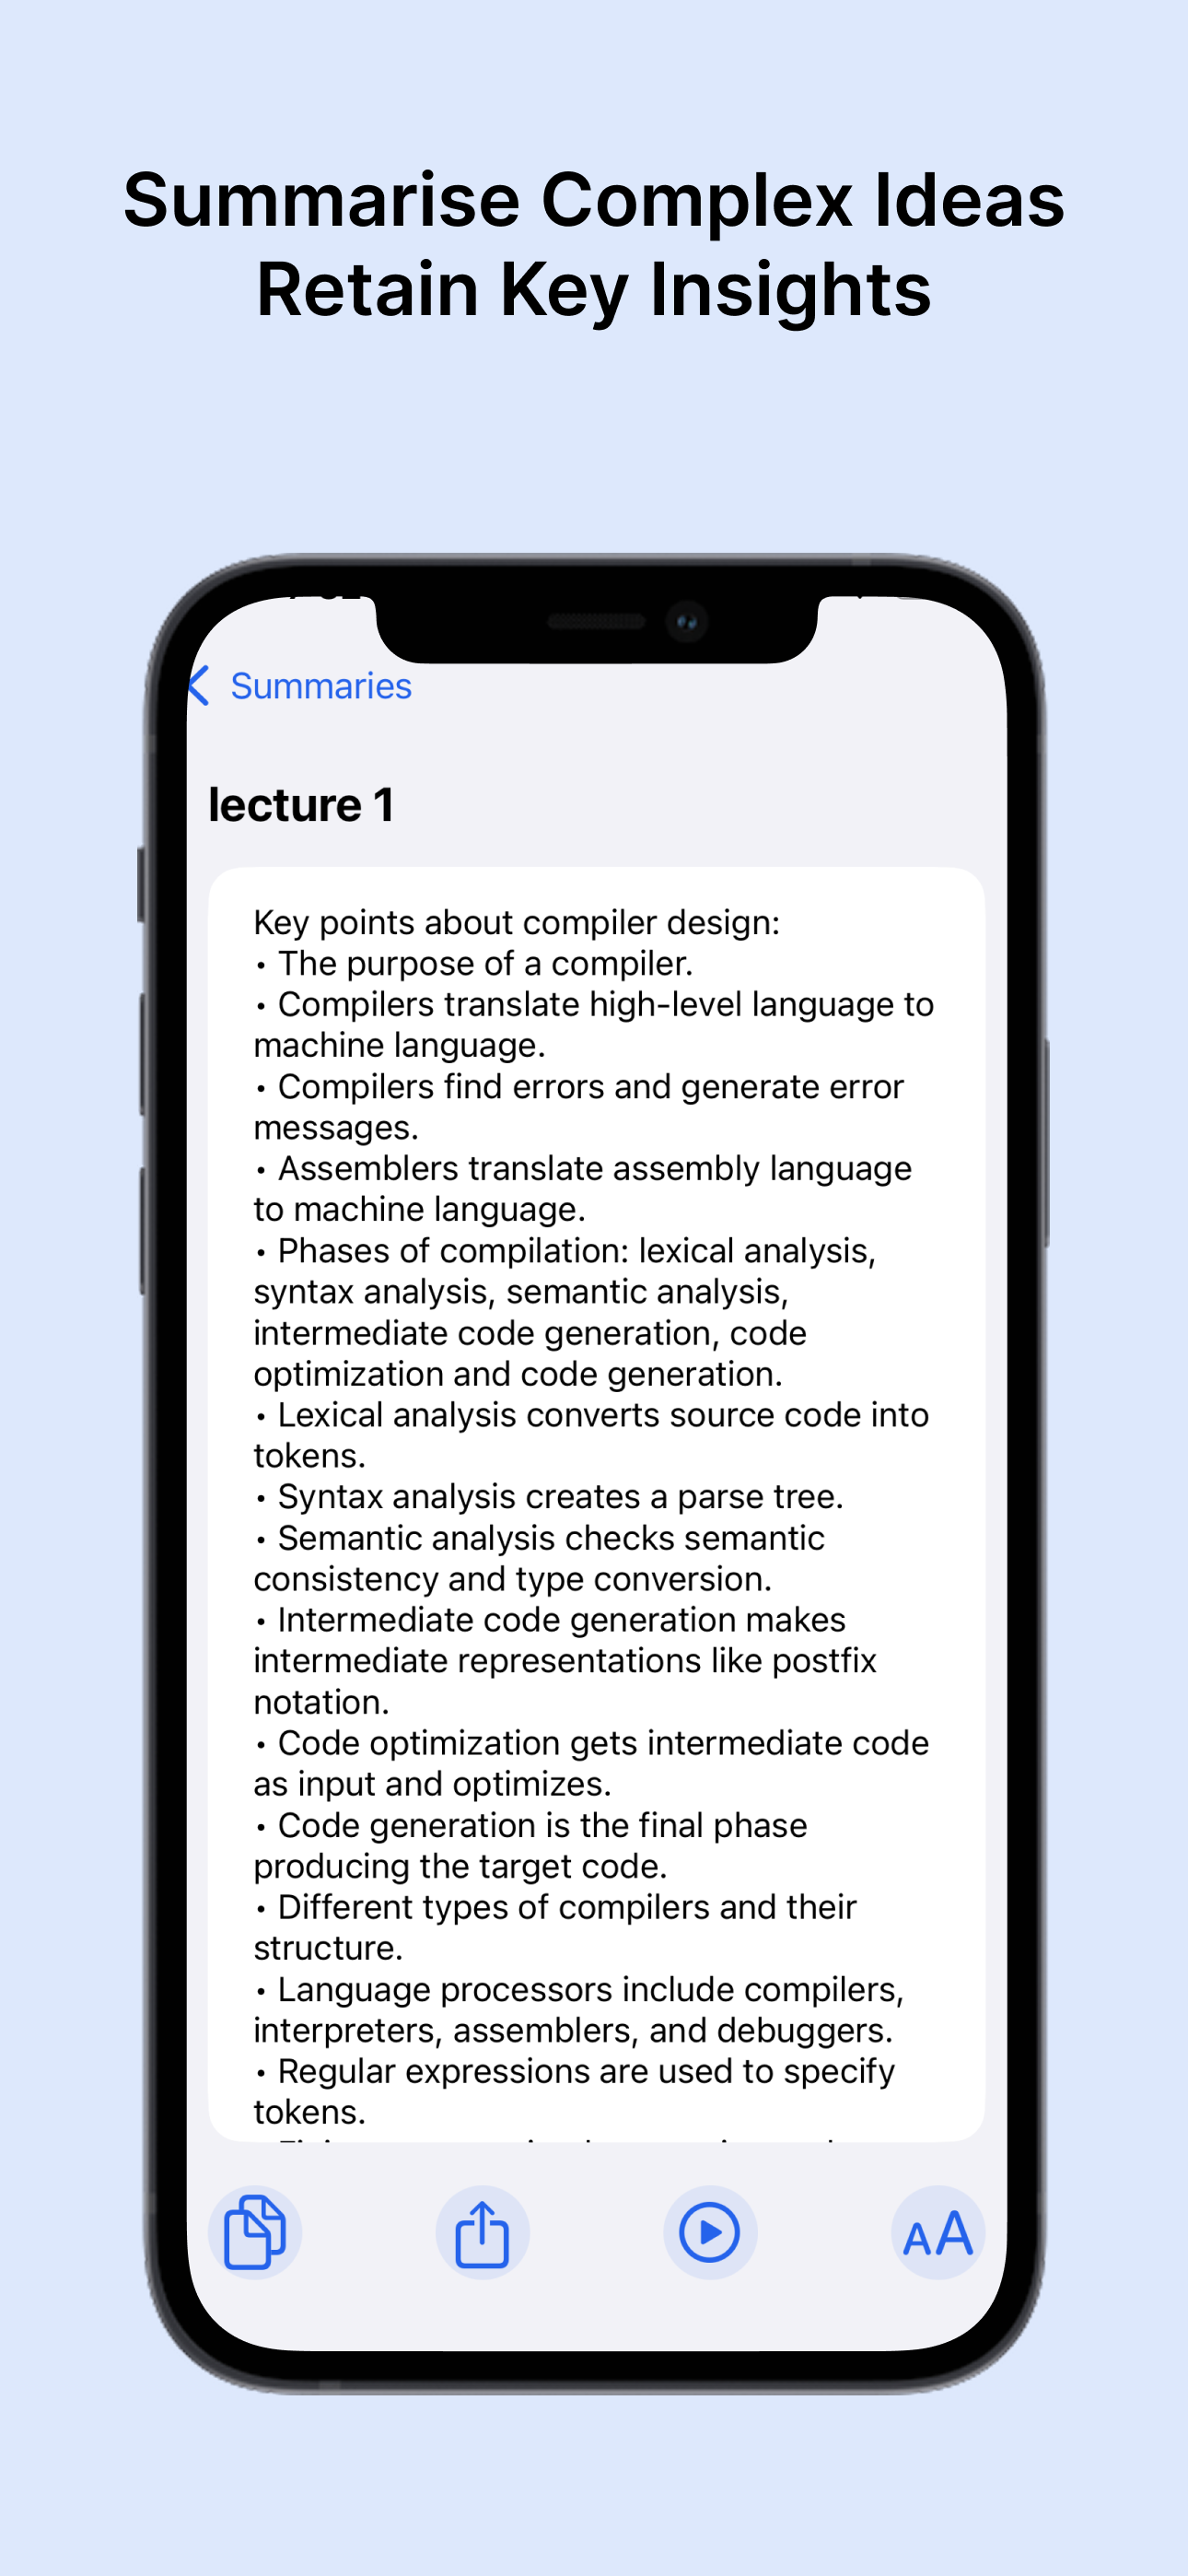 Summarise Complex Ideas
Retain Key Insights
Summaries
lecture 1
Key points about compiler design:
• The purpose of a compiler.
• Compilers translate high-level language to
machine language.
• Compilers find errors and generate error
messages.
• Assemblers translate assembly language
to machine language.
• Phases of compilation: lexical analysis,
syntax analysis, semantic analysis,
intermediate code generation, code
optimization and code generation.
• Lexical analysis converts source code into
tokens.
• Syntax analysis creates a parse tree.
• Semantic analysis checks semantic
consistency and type conversion.
• Intermediate code generation makes
intermediate representations like postfix
notation.
• Code optimization gets intermediate code
as input and optimizes.
• Code generation is the final phase
producing the target code.
• Different types of compilers and their
structure.
• Language processors include compilers,
interpreters, assemblers, and debuggers.
• Regular expressions are used to specify
tokens.
AA